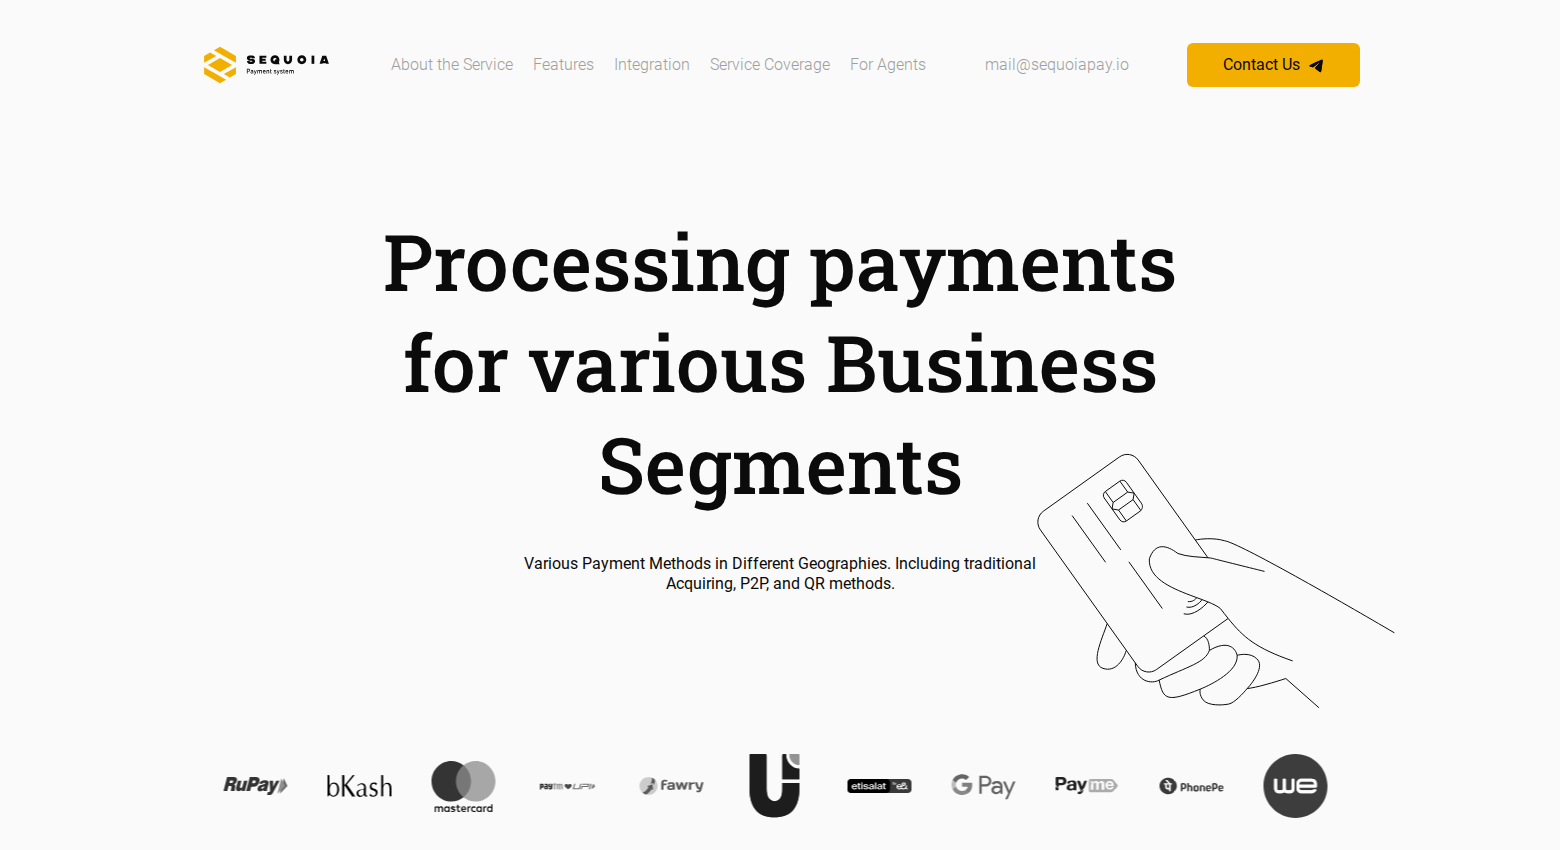 SEQUOIA
Payment system
About the Service
Features
Integration
Service Coverage
For Agents
mail@sequoiapay.io
Contact Us
Processing payments
for various Business
Segments
Various Payment Methods in Different Geographies. Including traditional
Acquiring, P2P, and QR methods.
RuPay
bKash
mastercard
paytm UPI
fawry
U
etisalat by e&
G Pay
Payme
PhonePe
we